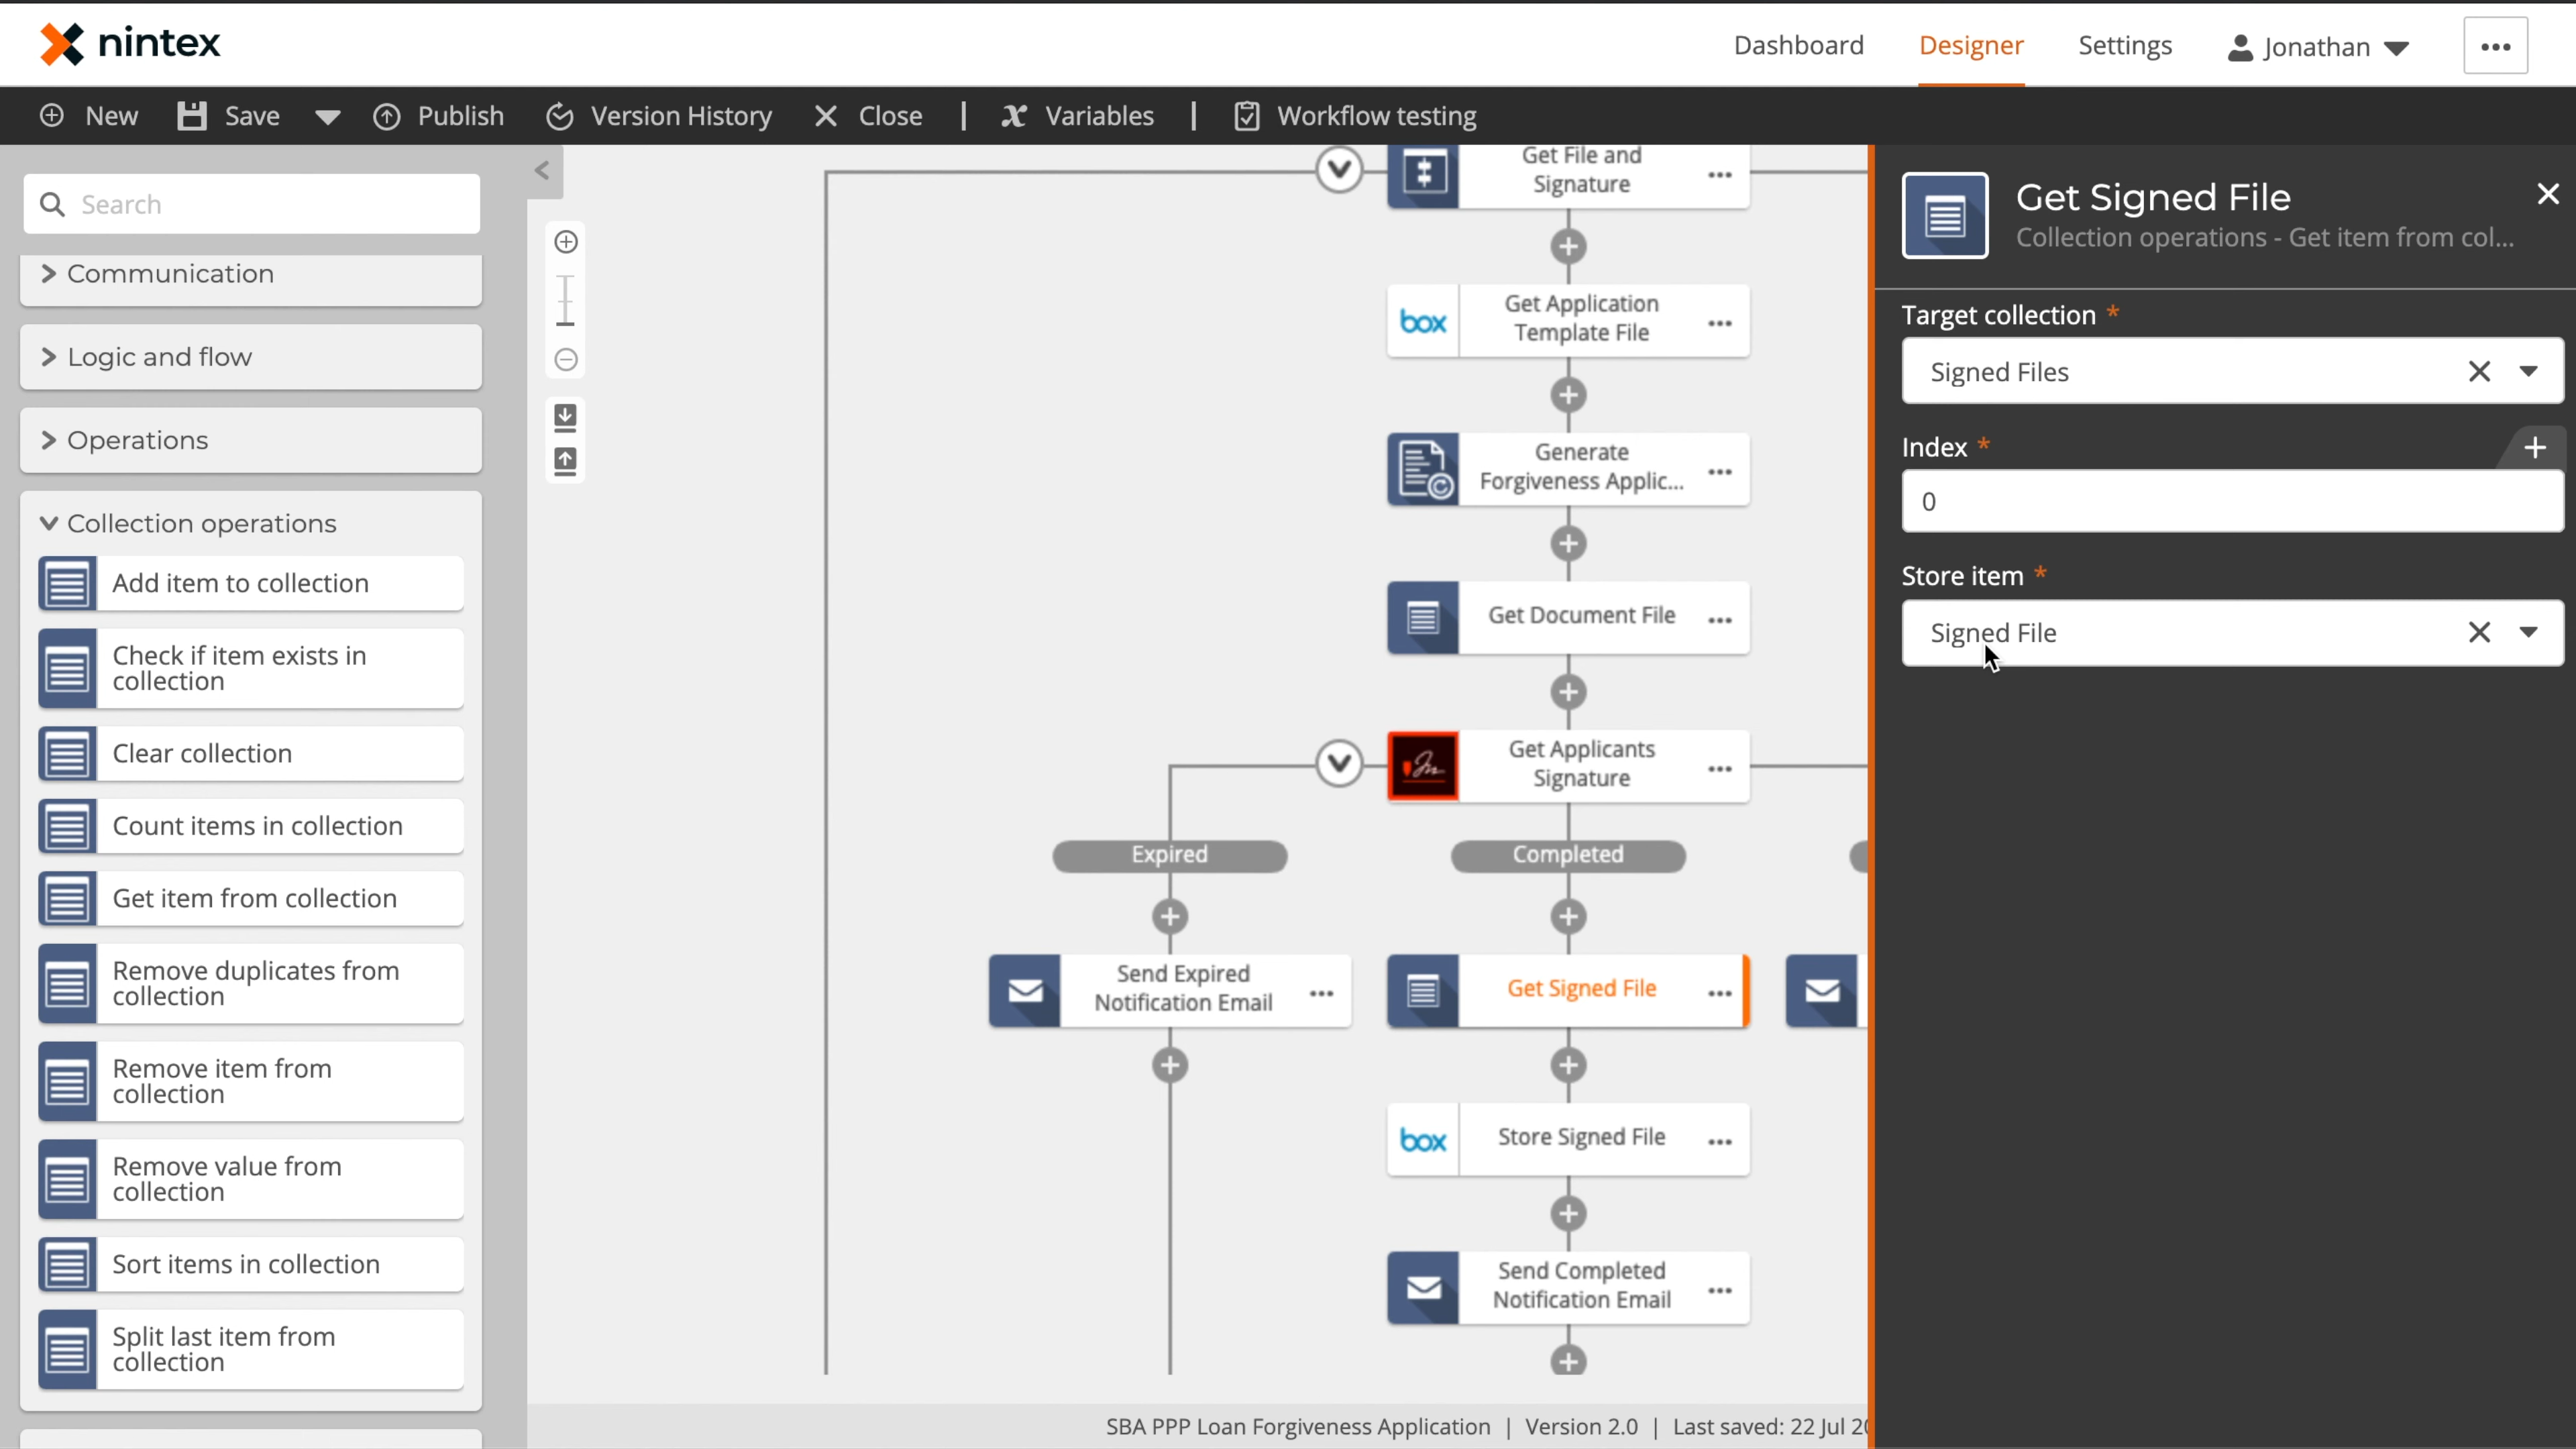 nintex
Dashboard
Designer
Settings
Jonathan
New
Save
Publish
Version History
Close
Variables
Workflow testing
Search
Communication
Logic and flow
Operations
Collection operations
Add item to collection
Check if item exists in
collection
Clear collection
Count items in collection
Get item from collection
Remove duplicates from
collection
Remove item from
collection
Remove value from
collection
Sort items in collection
Split last item from
collection
Get File and
Signature
box
Get Application
Template File
Generate
Forgiveness Applic...
Get Document File
Get Applicants
Signature
Expired
Completed
Send Expired
Notification Email
Get Signed File
box
Store Signed File
Send Completed
Notification Email
SBA PPP Loan Forgiveness Application | Version 2.0 | Last saved: 22 Jul
Get Signed File
Collection operations - Get item from col...
Target collection *
Signed Files
Index *
0
Store item *
Signed File